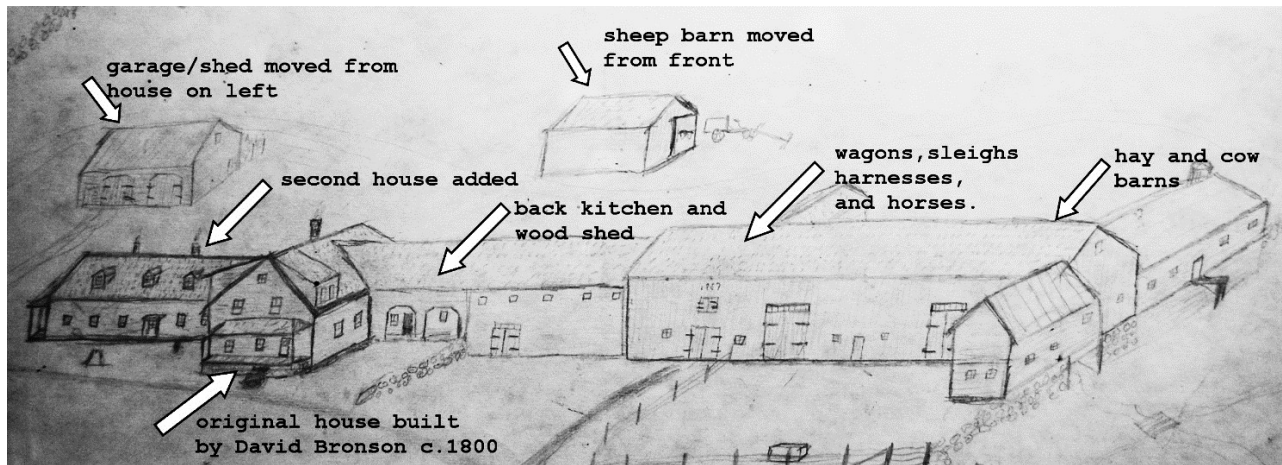 sheep barn moved
from front
garage/shed moved from
house on left
wagons,sleighs
harnesses,
and horses.
hay and cow
barns
second house added
back kitchen and
wood shed
original house built
by David Bronson c.1800